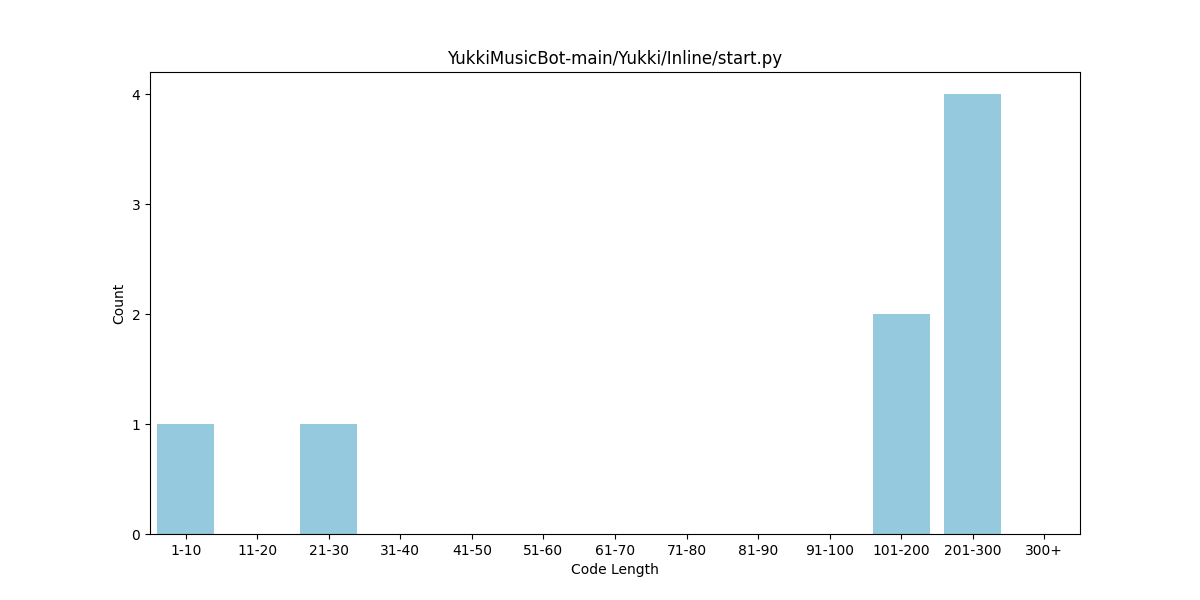 YukkiMusicBot-main/Yukki/Inline/start.py
4
3
2
1
0
Count
1-10 11-20 21-30 31-40 41-50 51-60 61-70 71-80 81-90 91-100 101-200 201-300 300+
Code Length